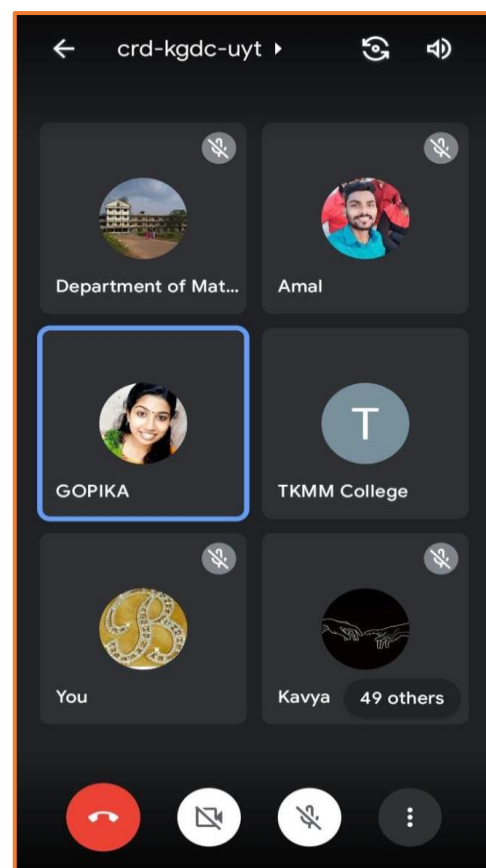 crd-kgdc-uyt
Department of Mat...
Amal
GOPIKA
T
TKMM College
You
B
Kavya
49 others